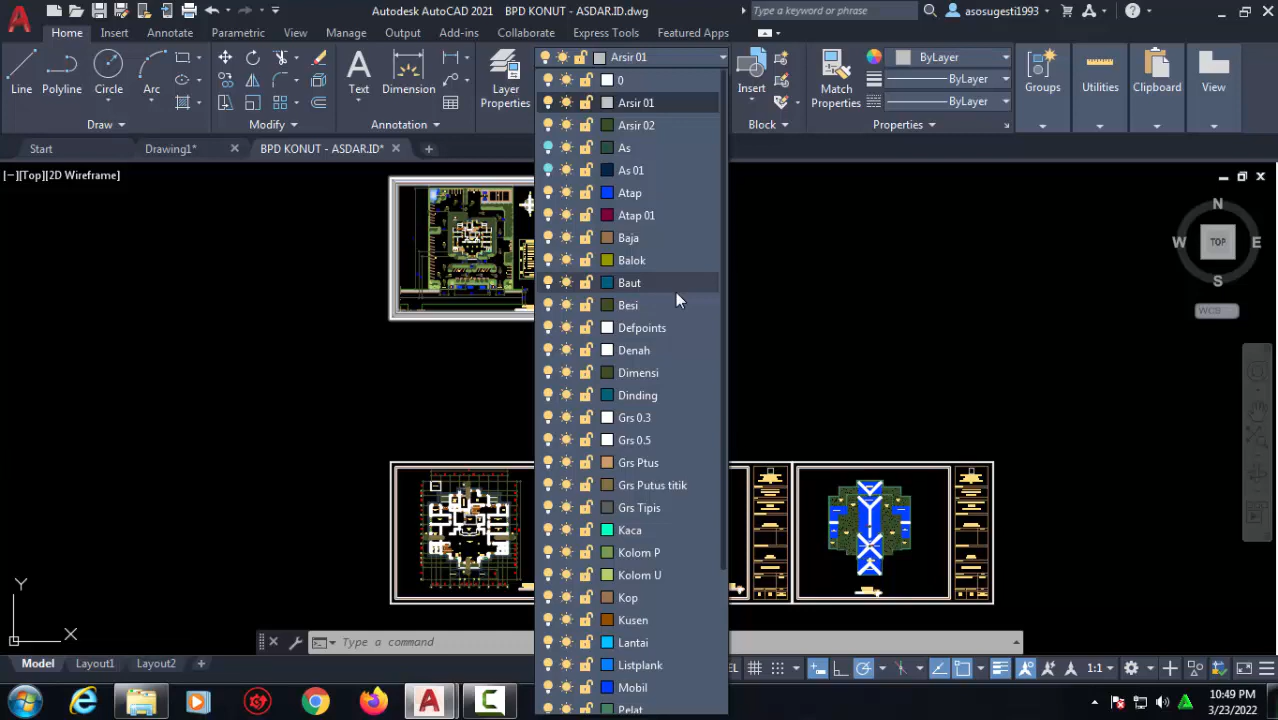 Autodesk AutoCAD 2021 BPD KONUT - ASDAR.ID.dwg
Type a keyword or phrase
asosugesti1993
Home Insert Annotate Parametric View Manage Output Add-ins Collaborate Express Tools Featured Apps
Line
Polyline
Circle
Arc
Text
Dimension
Layer Properties
Insert
Match Properties
ByLayer
ByLayer
ByLayer
Groups
Utilities
Clipboard
View
Draw
Modify
Annotation
Block
Properties
Start
Drawing1*
BPD KONUT - ASDAR.ID*
[-][Top][2D Wireframe]
Arsir 01
0
Arsir 01
Arsir 02
As
As 01
Atap
Atap 01
Baja
Balok
Baut
Besi
Defpoints
Denah
Dimensi
Dinding
Grs 0.3
Grs 0.5
Grs Ptus
Grs Putus titik
Grs Tipis
Kaca
Kolom P
Kolom U
Kop
Kusen
Lantai
Listplank
Mobil
Pelat
N
W TOP E
S
WCS
Y
X
Type a command
Model Layout1 Layout2
1:1
10:49 PM
3/23/2022